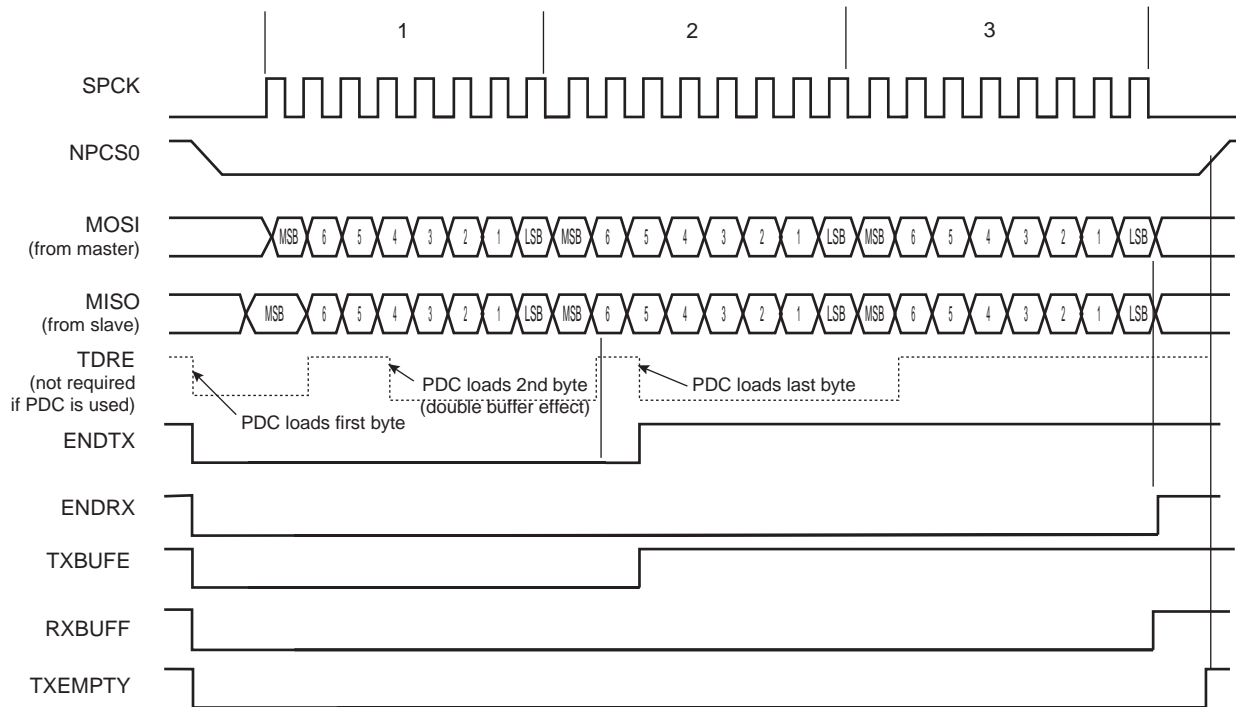 1 2 3
SPCK
NPCS0
MOSI
(from master)
MSB 6 5 4 3 2 1 LSB MSB 6 5 4 3 2 1 LSB MSB 6 5 4 3 2 1 LSB
MISO
(from slave)
MSB 6 5 4 3 2 1 LSB MSB 6 5 4 3 2 1 LSB MSB 6 5 4 3 2 1 LSB
TDRE
(not required
if PDC is used)
PDC loads first byte
PDC loads 2nd byte
(double buffer effect)
PDC loads last byte
ENDTX
ENDRX
TXBUFE
RXBUFF
TXEMPTY